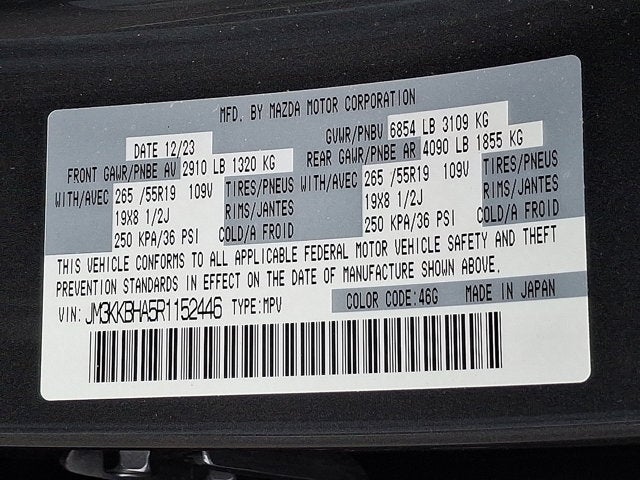 MFD. BY MAZDA MOTOR CORPORATION
DATE 12/23 GVWR/PNBV 6854 LB 3109 KG
FRONT GAWR/PNBE AV 2910 LB 1320 KG REAR GAWR/PNBE AR 4090 LB 1855 KG
WITH/AVEC 265 /55R19 109V TIRES/PNEUS WITH/AVEC 265 /55R19 109V TIRES/PNEUS
19X8 1/2J RIMS/JANTES 19X8 1/2J RIMS/JANTES
250 KPA/36 PSI COLD/A FROID 250 KPA/36 PSI COLD/A FROID
THIS VEHICLE CONFORMS TO ALL APPLICABLE FEDERAL MOTOR VEHICLE SAFETY AND THEFT
PREVENTION STANDARDS IN EFFECT ON THE DATE OF MANUFACTURE SHOWN ABOVE.
VIN: JM3KKBHA5R1152446 TYPE:MPV COLOR CODE:46G MADE IN JAPAN